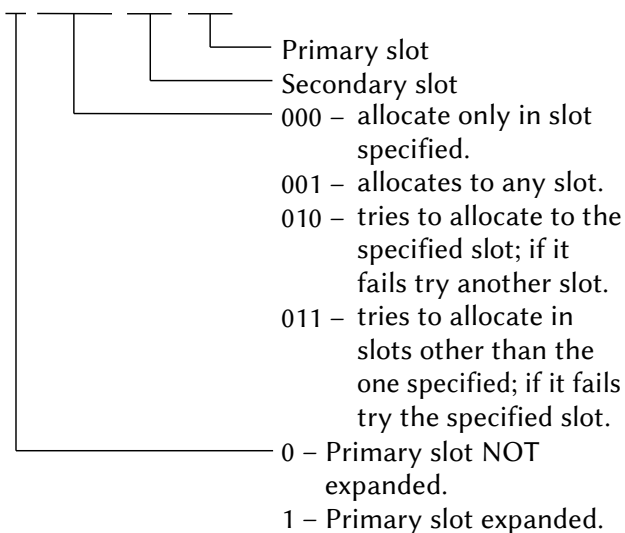 Primary slot
Secondary slot
000 – allocate only in slot
specified.
001 – allocates to any slot.
010 – tries to allocate to the
specified slot; if it
fails try another slot.
011 – tries to allocate in
slots other than the
one specified; if it fails
try the specified slot.
0 – Primary slot NOT
expanded.
1 – Primary slot expanded.